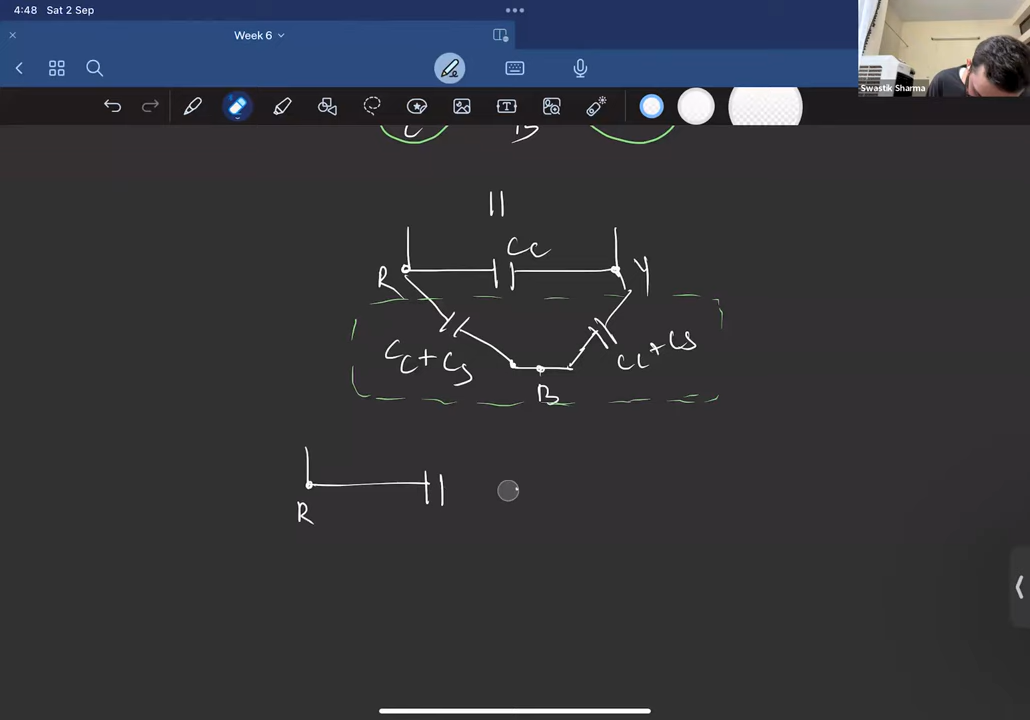 4:48 Sat 2 Sep
Week 6
Swastik Sharma
C B
Cc
R Y
Cc + Cs Cc + Cs
B
R